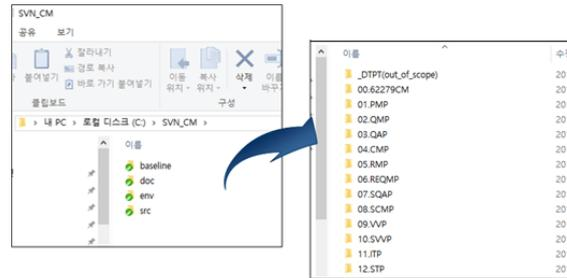 SVN_CM
공유 보기
잘라내기
경로 복사
붙여넣기
바로 가기 붙여넣기
이동 위치
복사 위치
삭제
클립보드
구성
> 내 PC > 로컬 디스크 (C:) > SVN_CM >
이름
baseline
doc
env
src
이름
_DTPT(out_of_scope)
00.62279CM
01.PMP
02.QMP
03.QAP
04.CMP
05.RMP
06.REQMP
07.SQAP
08.SCMP
09.VVP
10.SVVP
11.ITP
12.STP